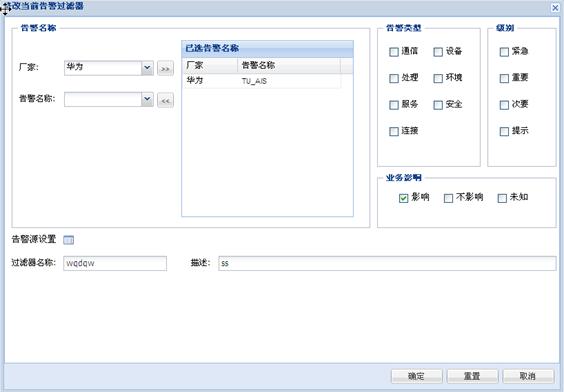 修改当前告警过滤器
告警名称
厂家: 华为 >>
告警名称: <<
已选告警名称
厂家 告警名称
华为 TU_AIS
告警类型
通信 设备
处理 环境
服务 安全
连接
级别
紧急
重要
次要
提示
业务影响
影响 不影响 未知
告警源设置
过滤器名称: wqdqw 描述: ss
确定 重置 取消